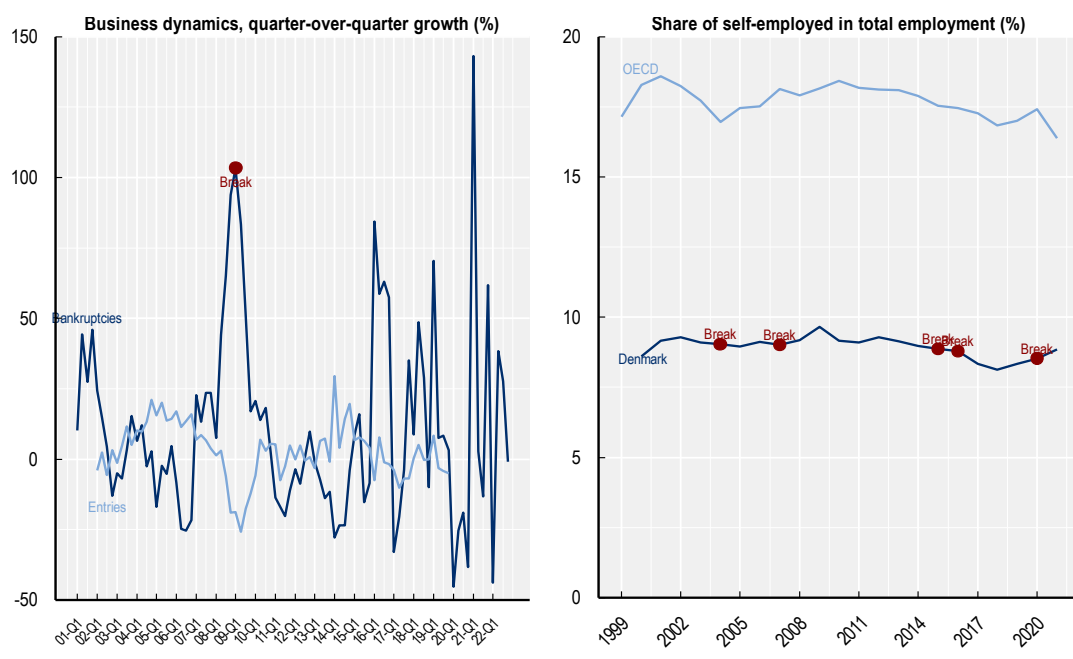 Business dynamics, quarter-over-quarter growth (%)
150
100
50
0
-50
Bankruptcies
Break
Entries
01-Q1
02-Q1
03-Q1
04-Q1
05-Q1
06-Q1
07-Q1
08-Q1
09-Q1
10-Q1
11-Q1
12-Q1
13-Q1
14-Q1
15-Q1
16-Q1
17-Q1
18-Q1
19-Q1
20-Q1
21-Q1
22-Q1
Share of self-employed in total employment (%)
20
15
10
5
0
OECD
Denmark
Break
Break
Break
Break
Break
1999
2002
2005
2008
2011
2014
2017
2020